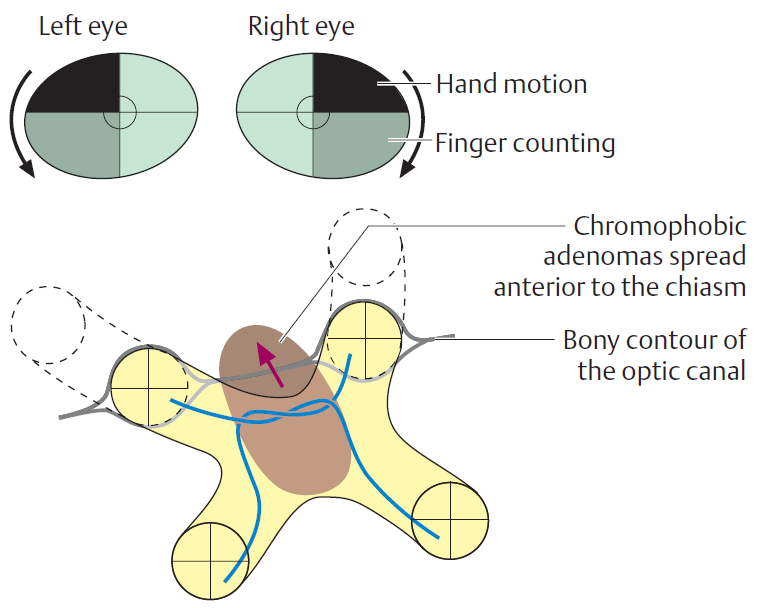 Left eye
Right eye
Hand motion
Finger counting
Chromophobic
adenomas spread
anterior to the chiasm
Bony contour of
the optic canal